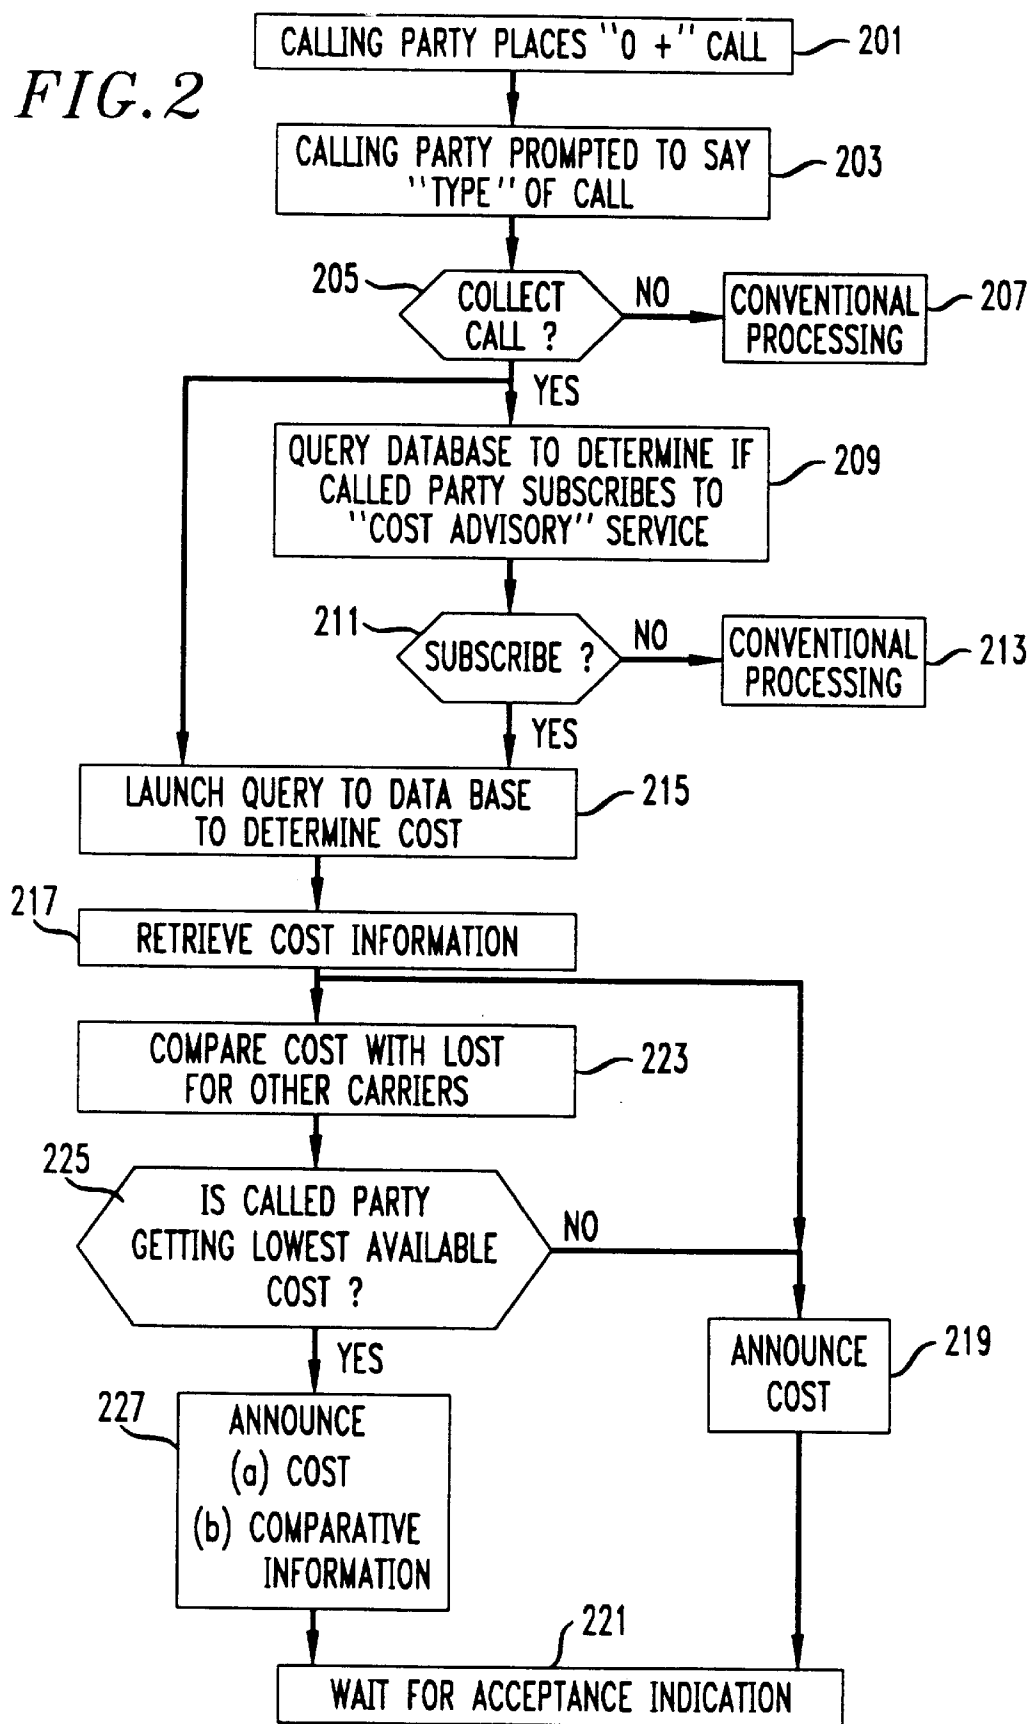 FIG.2
CALLING PARTY PLACES "0 +" CALL
201
CALLING PARTY PROMPTED TO SAY
"TYPE" OF CALL
203
205
COLLECT
CALL ?
NO
CONVENTIONAL
PROCESSING
207
YES
QUERY DATABASE TO DETERMINE IF
CALLED PARTY SUBSCRIBES TO
"COST ADVISORY" SERVICE
209
211
SUBSCRIBE ?
NO
CONVENTIONAL
PROCESSING
213
YES
LAUNCH QUERY TO DATA BASE
TO DETERMINE COST
215
217
RETRIEVE COST INFORMATION
COMPARE COST WITH LOST
FOR OTHER CARRIERS
223
225
IS CALLED PARTY
GETTING LOWEST AVAILABLE
COST ?
NO
YES
ANNOUNCE
COST
219
227
ANNOUNCE
(a) COST
(b) COMPARATIVE
INFORMATION
221
WAIT FOR ACCEPTANCE INDICATION